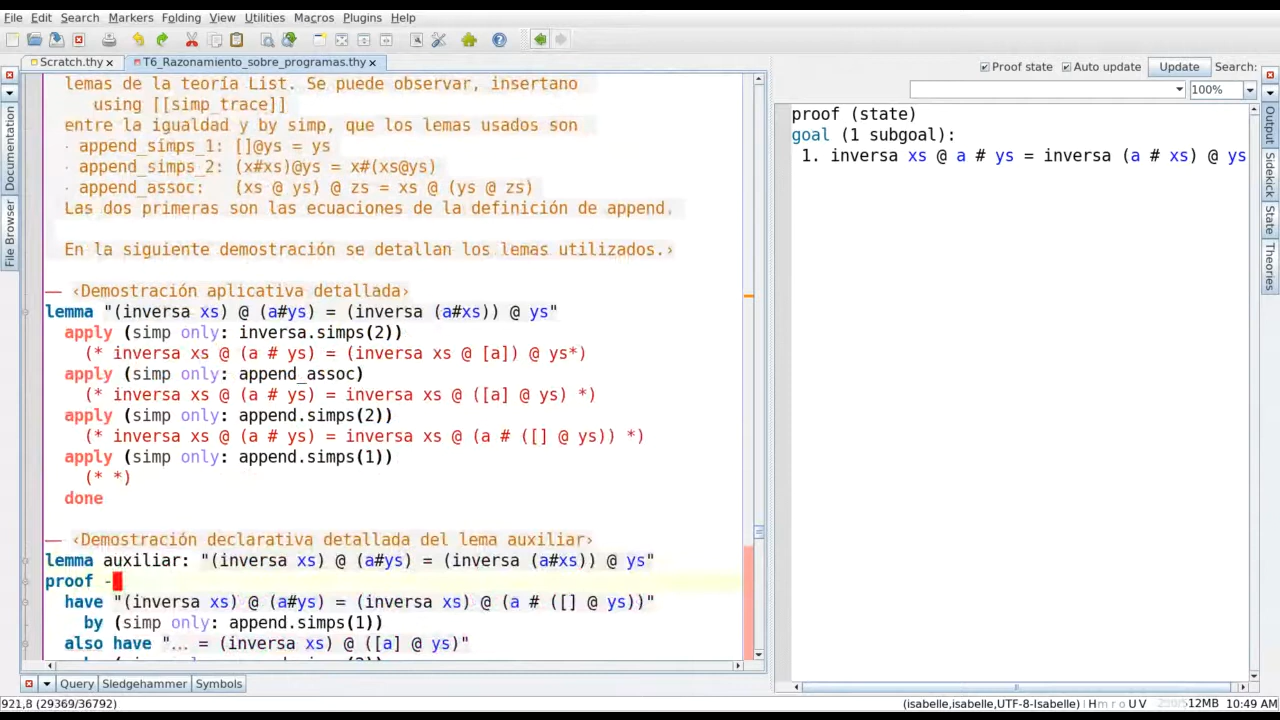 File Edit Search Markers Folding View Utilities Macros Plugins Help
Scratch.thy
T6_Razonamiento_sobre_programas.thy
Proof state Auto update Update Search:
100%
Documentation
File Browser
lemas de la teoría List. Se puede observar, insertano
using [[simp_trace]]
entre la igualdad y by simp, que los lemas usados son
· append_simps_1: []@ys = ys
· append_simps_2: (x#xs)@ys = x#(xs@ys)
· append_assoc: (xs @ ys) @ zs = xs @ (ys @ zs)
Las dos primeras son las ecuaciones de la definición de append.
En la siguiente demostración se detallan los lemas utilizados.›
— ‹Demostración aplicativa detallada›
lemma "(inversa xs) @ (a#ys) = (inversa (a#xs)) @ ys"
apply (simp only: inversa.simps(2))
(* inversa xs @ (a # ys) = (inversa xs @ [a]) @ ys*)
apply (simp only: append_assoc)
(* inversa xs @ (a # ys) = inversa xs @ ([a] @ ys) *)
apply (simp only: append.simps(2))
(* inversa xs @ (a # ys) = inversa xs @ (a # ([] @ ys)) *)
apply (simp only: append.simps(1))
(* *)
done
— ‹Demostración declarativa detallada del lema auxiliar›
lemma auxiliar: "(inversa xs) @ (a#ys) = (inversa (a#xs)) @ ys"
proof -
have "(inversa xs) @ (a#ys) = (inversa xs) @ (a # ([] @ ys))"
by (simp only: append.simps(1))
also have "... = (inversa xs) @ ([a] @ ys)"
proof (state)
goal (1 subgoal):
1. inversa xs @ a # ys = inversa (a # xs) @ ys
Output
Sidekick
State
Theories
Query Sledgehammer Symbols
921,8 (29369/36792)
(isabelle,isabelle,UTF-8-Isabelle)
12MB 10:49 AM